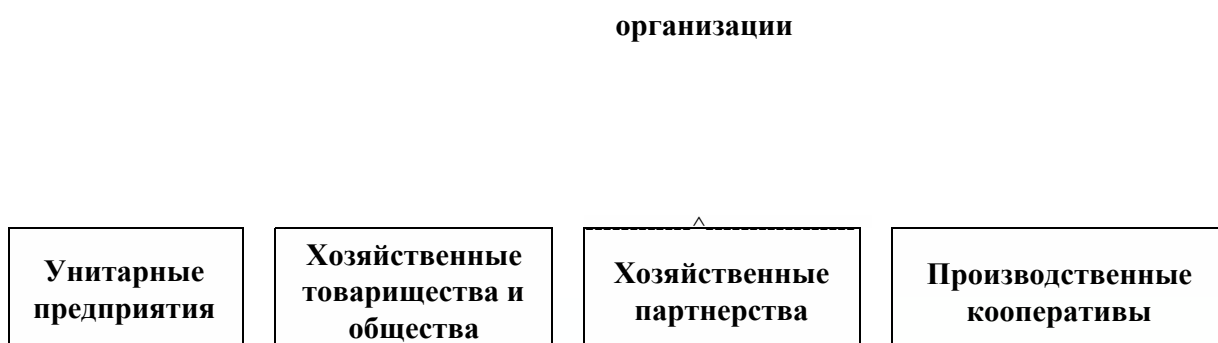 организации
Унитарные
предприятия
Хозяйственные
товарищества и
общества
Хозяйственные
партнерства
Производственные
кооперативы